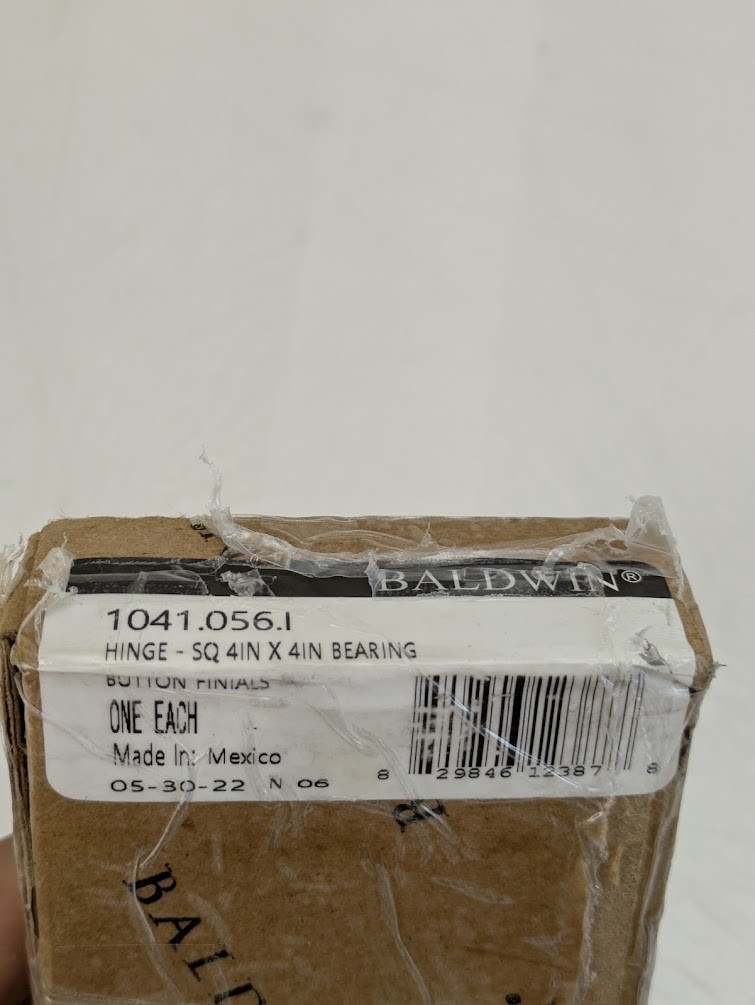 BALDWIN®
1041.056.I
HINGE - SQ 4IN X 4IN BEARING
BUTTON FINIALS
ONE EACH
Made In: Mexico
05-30-22 N 06
8 29846 12387 8
BALD